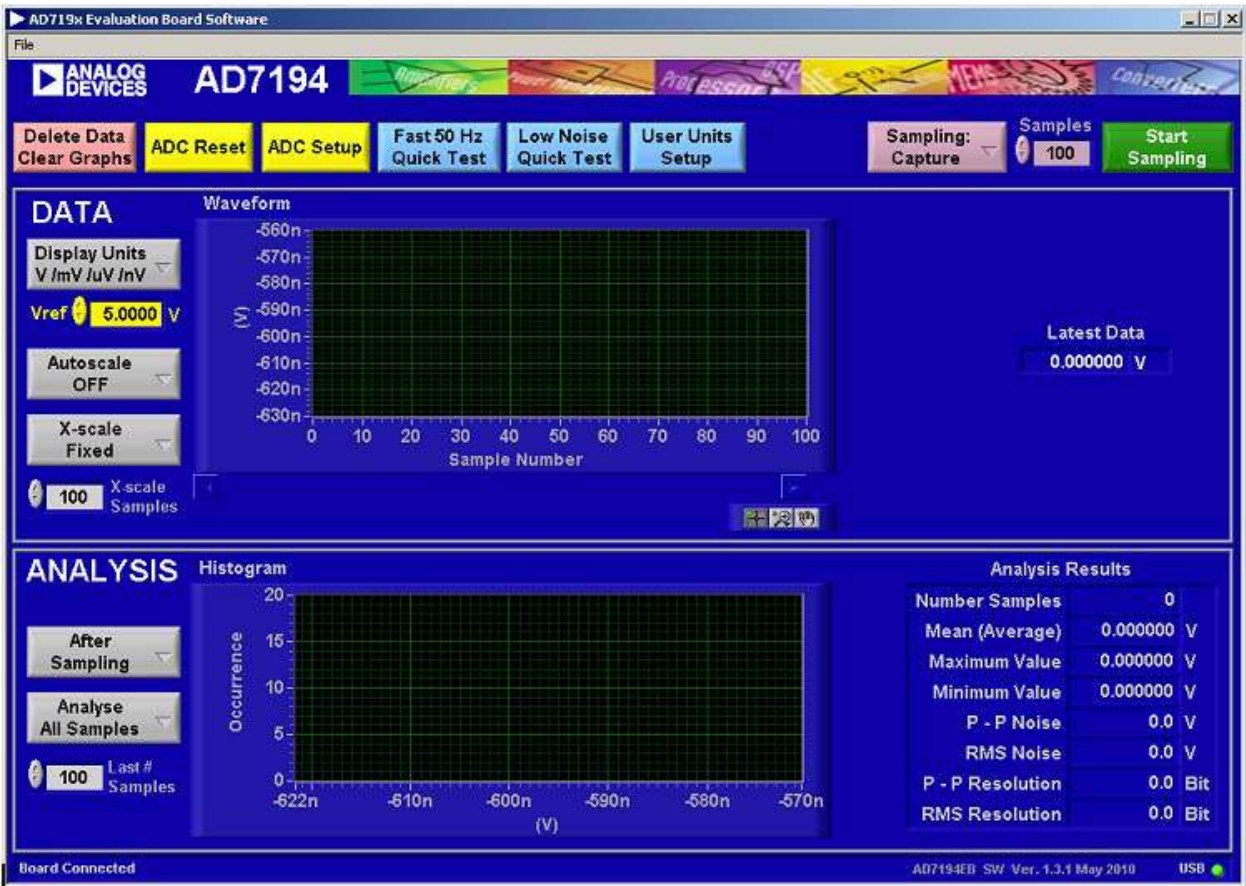 AD719x Evaluation Board Software
File
ANALOG
DEVICES
AD7194
Amplifiers
Power Management
Processors
DSP
MEMS
Converters
Delete Data
Clear Graphs
ADC Reset
ADC Setup
Fast 50 Hz
Quick Test
Low Noise
Quick Test
User Units
Setup
Sampling:
Capture
Samples
100
Start
Sampling
DATA
Display Units
V /mV /uV /nV
Vref 5.0000 V
Autoscale
OFF
X-scale
Fixed
100 X-scale
Samples
Waveform
-560n
-570n
-580n
-590n
-600n
-610n
-620n
-630n
(V)
0 10 20 30 40 50 60 70 80 90 100
Sample Number
Latest Data
0.000000 V
ANALYSIS
After
Sampling
Analyse
All Samples
100 Last #
Samples
Histogram
20
15
10
5
0
Occurrence
-622n -610n -600n -590n -580n -570n
(V)
Analysis Results
Number Samples 0
Mean (Average) 0.000000 V
Maximum Value 0.000000 V
Minimum Value 0.000000 V
P - P Noise 0.0 V
RMS Noise 0.0 V
P - P Resolution 0.0 Bit
RMS Resolution 0.0 Bit
Board Connected
AD7194EB SW Ver. 1.3.1 May 2010
USB